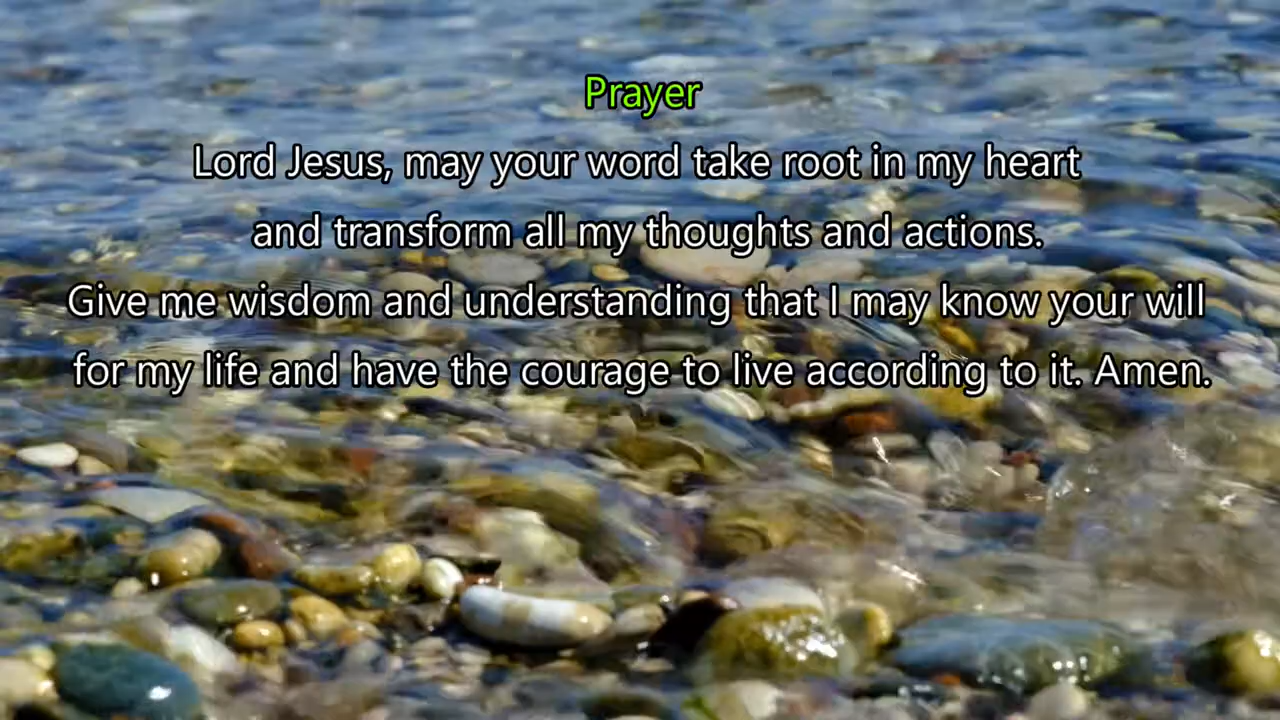 Prayer
Lord Jesus, may your word take root in my heart
and transform all my thoughts and actions.
Give me wisdom and understanding that I may know your will
for my life and have the courage to live according to it. Amen.